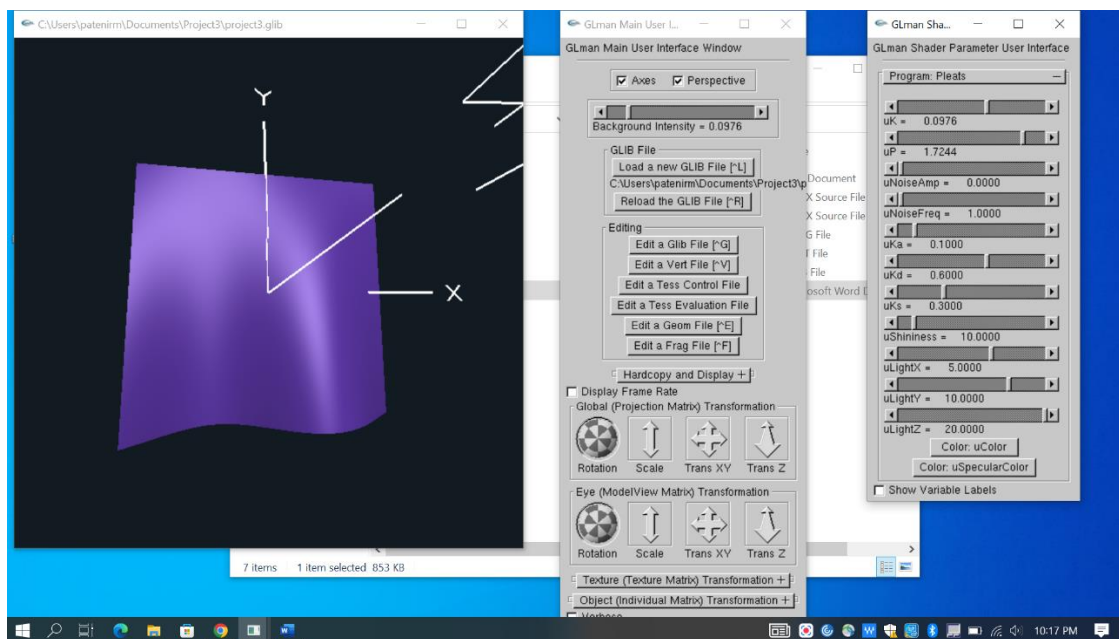 C:\Users\patenirm\Documents\Project3\project3.glib
Y
X
GLman Main User I...
GLman Main User Interface Window
Axes
Perspective
Background Intensity = 0.0976
GLIB File
Load a new GLIB File [^L]
C:\Users\patenirm\Documents\Project3\p
Reload the GLIB File [^R]
Editing
Edit a Glib File [^G]
Edit a Vert File [^V]
Edit a Tess Control File
Edit a Tess Evaluation File
Edit a Geom File [^E]
Edit a Frag File [^F]
Hardcopy and Display +
Display Frame Rate
Global (Projection Matrix) Transformation
Rotation Scale Trans XY Trans Z
Eye (ModelView Matrix) Transformation
Rotation Scale Trans XY Trans Z
Texture (Texture Matrix) Transformation +
Object (Individual Matrix) Transformation +
Verbose
Document
X Source File
X Source File
G File
File
File
osoft Word D
7 items 1 item selected 853 KB
GLman Sha...
GLman Shader Parameter User Interface
Program: Pleats
uK = 0.0976
uP = 1.7244
uNoiseAmp = 0.0000
uNoiseFreq = 1.0000
uKa = 0.1000
uKd = 0.6000
uKs = 0.3000
uShininess = 10.0000
uLightX = 5.0000
uLightY = 10.0000
uLightZ = 20.0000
Color: uColor
Color: uSpecularColor
Show Variable Labels
10:17 PM